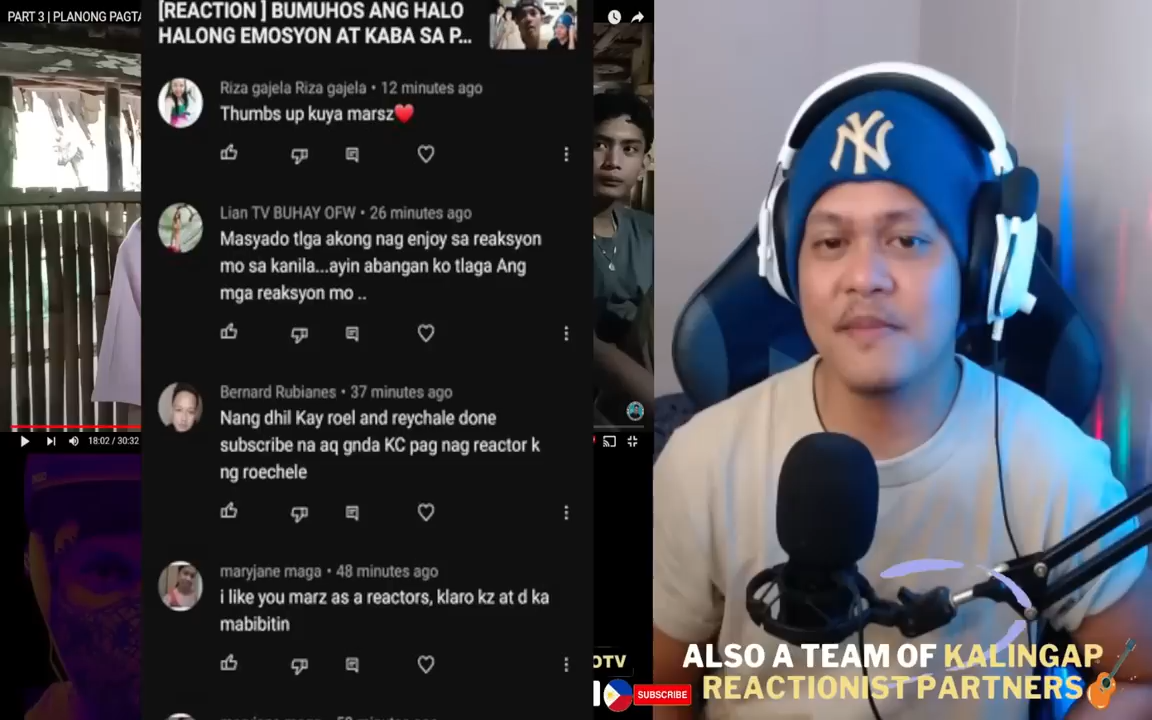 PART 3 | PLANONG PAGTA
[REACTION ] BUMUHOS ANG HALO
HALONG EMOSYON AT KABA SA P...
Riza gajela Riza gajela • 12 minutes ago
Thumbs up kuya marsz❤️
Lian TV BUHAY OFW • 26 minutes ago
Masyado tlga akong nag enjoy sa reaksyon
mo sa kanila...ayin abangan ko tlaga Ang
mga reaksyon mo ..
Bernard Rubianes • 37 minutes ago
Nang dhil Kay roel and reychale done
subscribe na aq gnda KC pag nag reactor k
ng roechele
maryjane maga • 48 minutes ago
i like you marz as a reactors, klaro kz at d ka
mabibitin
18:02 / 30:32
NY
OTV
SUBSCRIBE
ALSO A TEAM OF KALINGAP
REACTIONIST PARTNERS